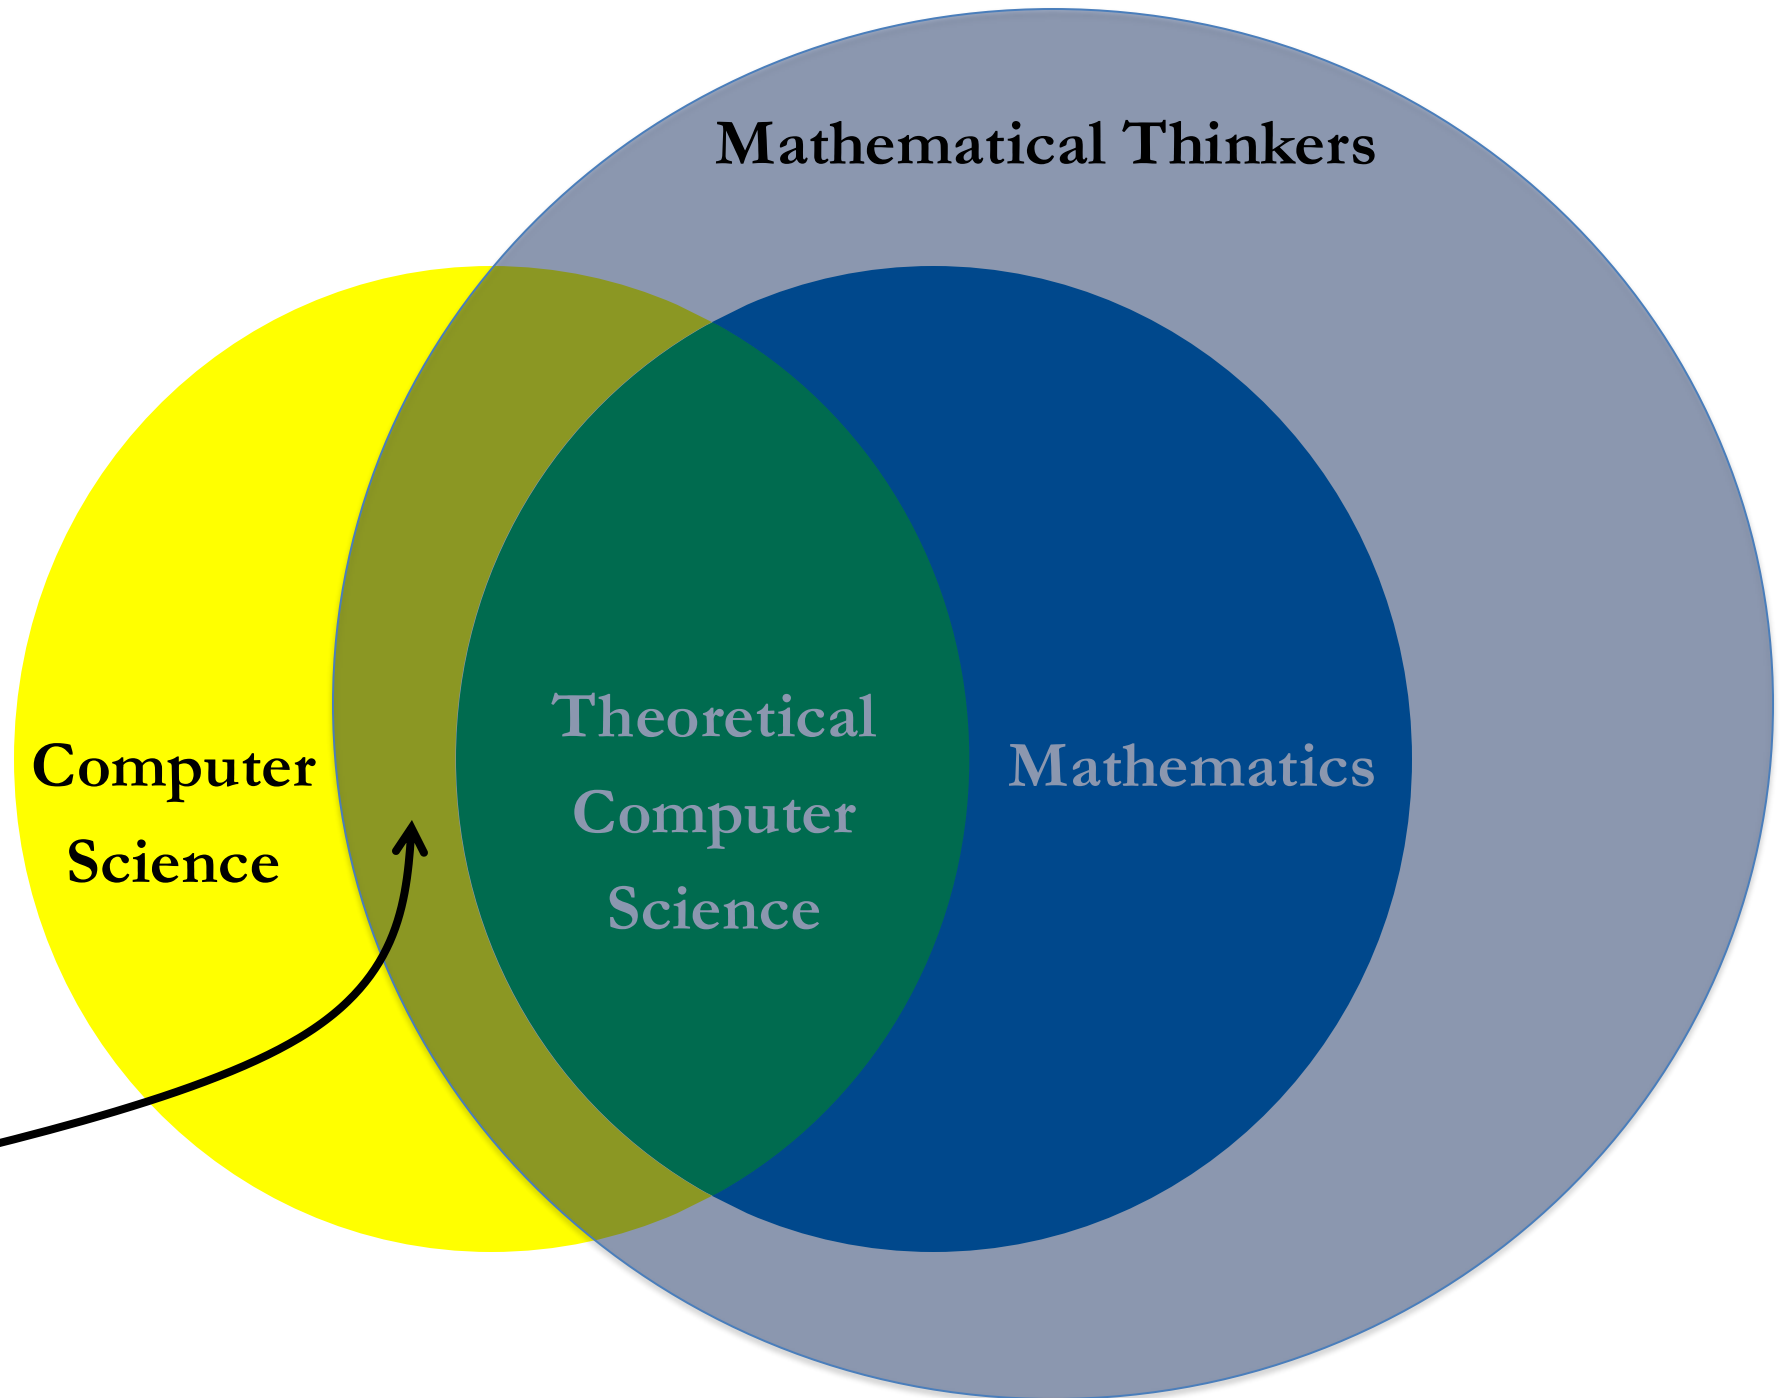 Mathematical Thinkers
Computer
Science
Theoretical
Computer
Science
Mathematics